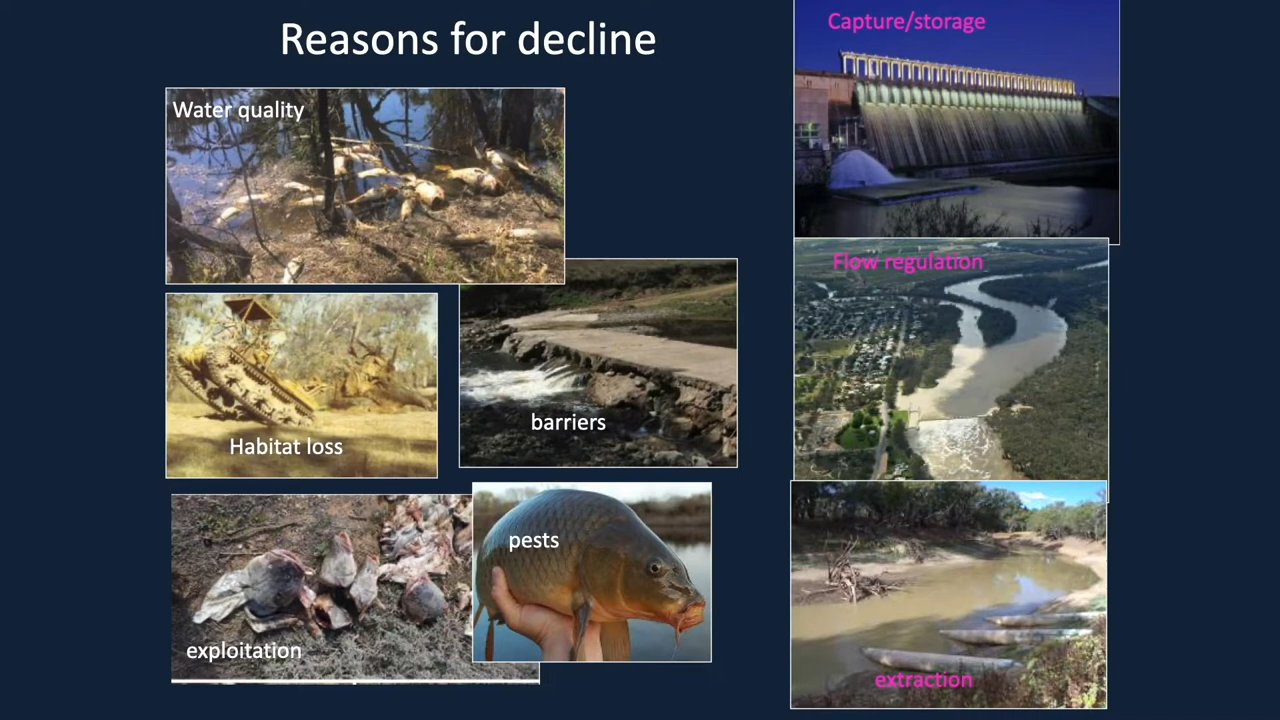 Reasons for decline
Water quality
Habitat loss
barriers
exploitation
pests
Capture/storage
Flow regulation
extraction